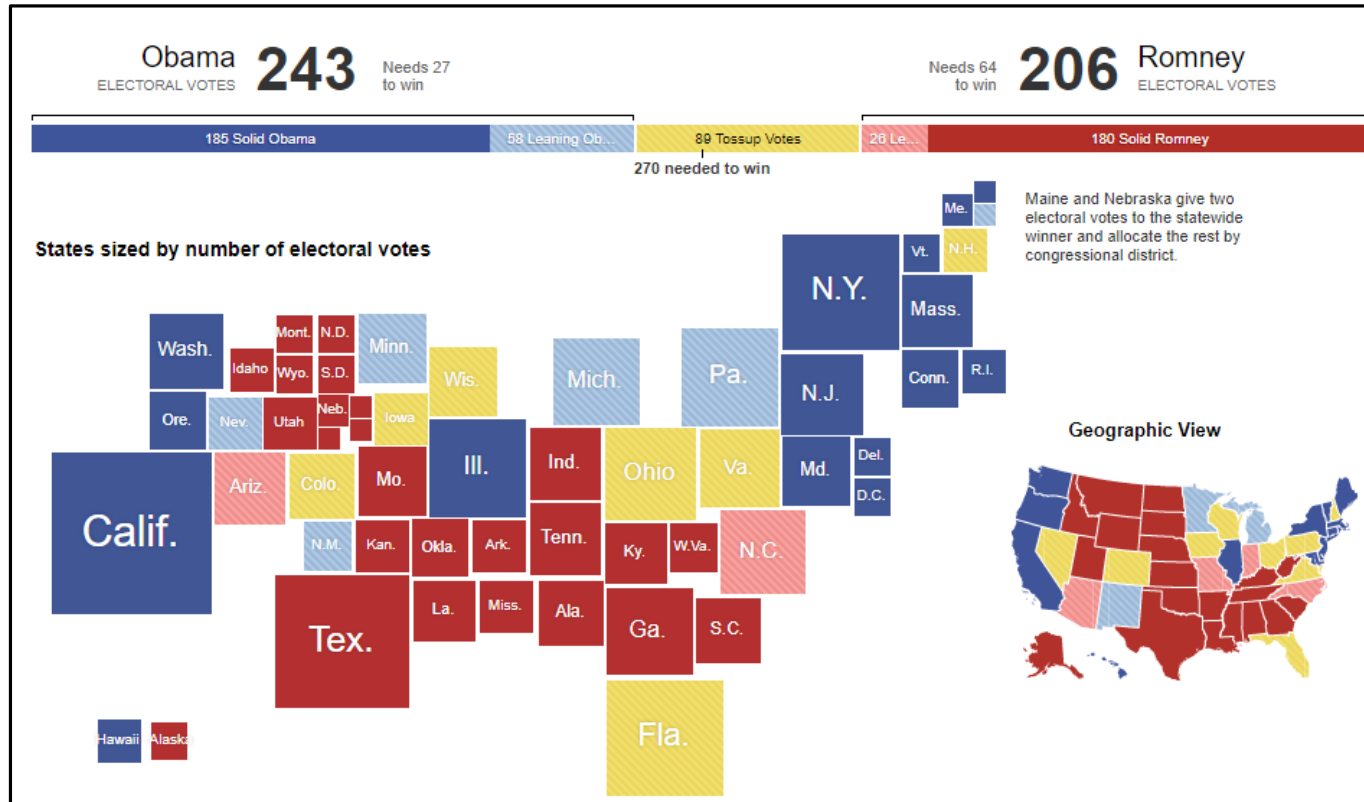 Obama
ELECTORAL VOTES
243
Needs 27
to win
Needs 64
to win
206
Romney
ELECTORAL VOTES
185 Solid Obama
58 Leaning Ob...
89 Tossup Votes
26 Le...
180 Solid Romney
270 needed to win
Maine and Nebraska give two
electoral votes to the statewide
winner and allocate the rest by
congressional district.
States sized by number of electoral votes
Me.
N.Y.
Vt.
N.H.
Mass.
Wash.
Mont.
N.D.
Minn.
Idaho
Wyo.
S.D.
Wis.
Mich.
Pa.
N.J.
Conn.
R.I.
Ore.
Nev.
Utah
Neb.
Iowa
Ill.
Ind.
Ohio
Va.
Md.
Del.
D.C.
Calif.
Ariz.
Colo.
Mo.
N.M.
Kan.
Okla.
Ark.
Tenn.
Ky.
W.Va.
N.C.
Tex.
La.
Miss.
Ala.
Ga.
S.C.
Fla.
Hawaii
Alaska
Geographic View